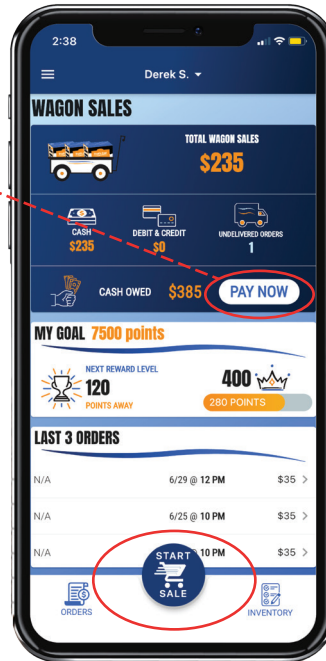 2:38
Derek S.
WAGON SALES
TOTAL WAGON SALES
$235
CASH
$235
DEBIT & CREDIT
$0
UNDELIVERED ORDERS
1
CASH OWED $385 PAY NOW
MY GOAL 7500 points
NEXT REWARD LEVEL
120
POINTS AWAY
400
280 POINTS
LAST 3 ORDERS
N/A 6/29 @ 12 PM $35 >
N/A 6/25 @ 10 PM $35 >
N/A @ 10 PM $35 >
START
SALE
ORDERS
INVENTORY